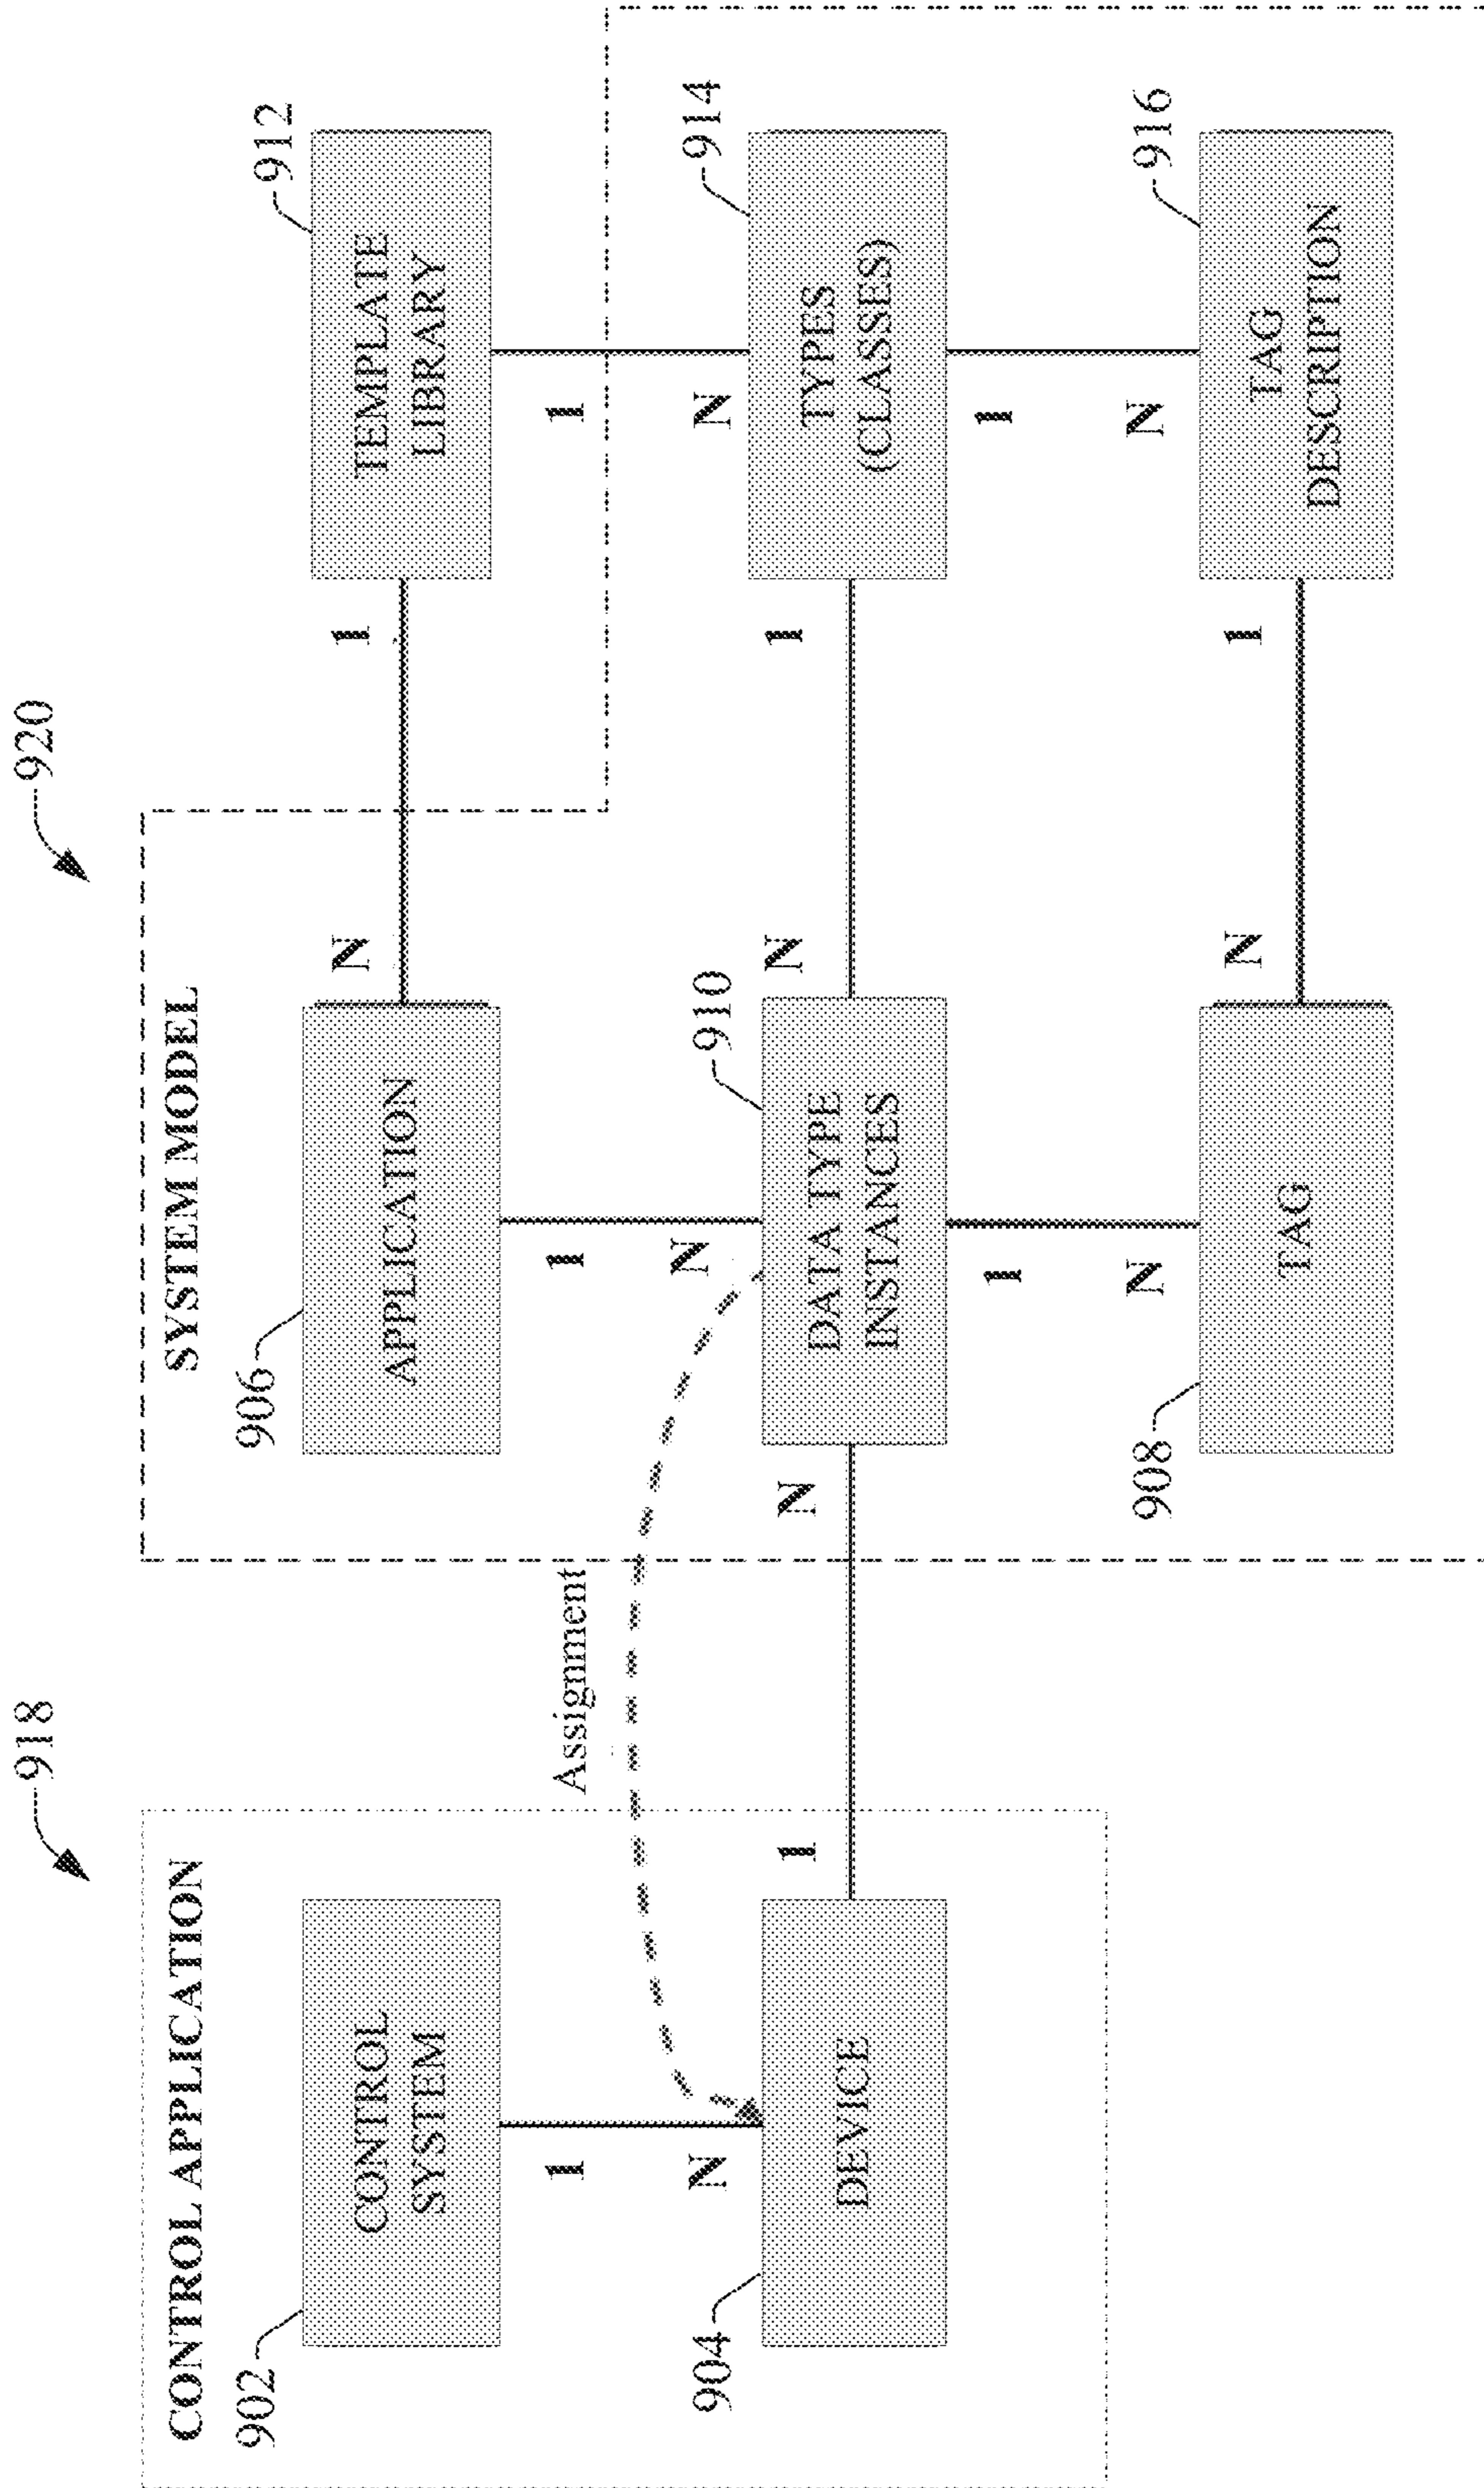 918
920
CONTROL APPLICATION
SYSTEM MODEL
902
CONTROL
SYSTEM
906
APPLICATION
N
1
912
TEMPLATE
LIBRARY
1
N
Assignment
1
N
1
N
904
DEVICE
1
N
910
DATA TYPE
INSTANCES
N
1
914
TYPES
(CLASSES)
1
N
1
N
908
TAG
N
1
916
TAG
DESCRIPTION